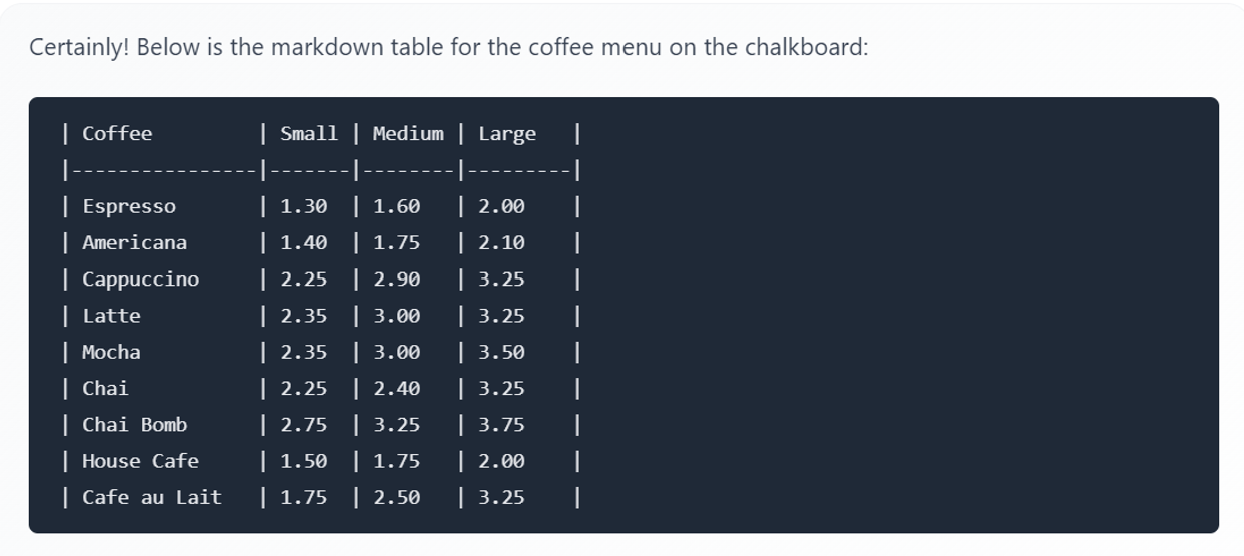 Certainly! Below is the markdown table for the coffee menu on the chalkboard:
| Coffee         | Small | Medium | Large   |
|----------------|-------|--------|---------|
| Espresso       | 1.30  | 1.60   | 2.00    |
| Americana      | 1.40  | 1.75   | 2.10    |
| Cappuccino     | 2.25  | 2.90   | 3.25    |
| Latte          | 2.35  | 3.00   | 3.25    |
| Mocha          | 2.35  | 3.00   | 3.50    |
| Chai           | 2.25  | 2.40   | 3.25    |
| Chai Bomb      | 2.75  | 3.25   | 3.75    |
| House Cafe     | 1.50  | 1.75   | 2.00    |
| Cafe au Lait   | 1.75  | 2.50   | 3.25    |